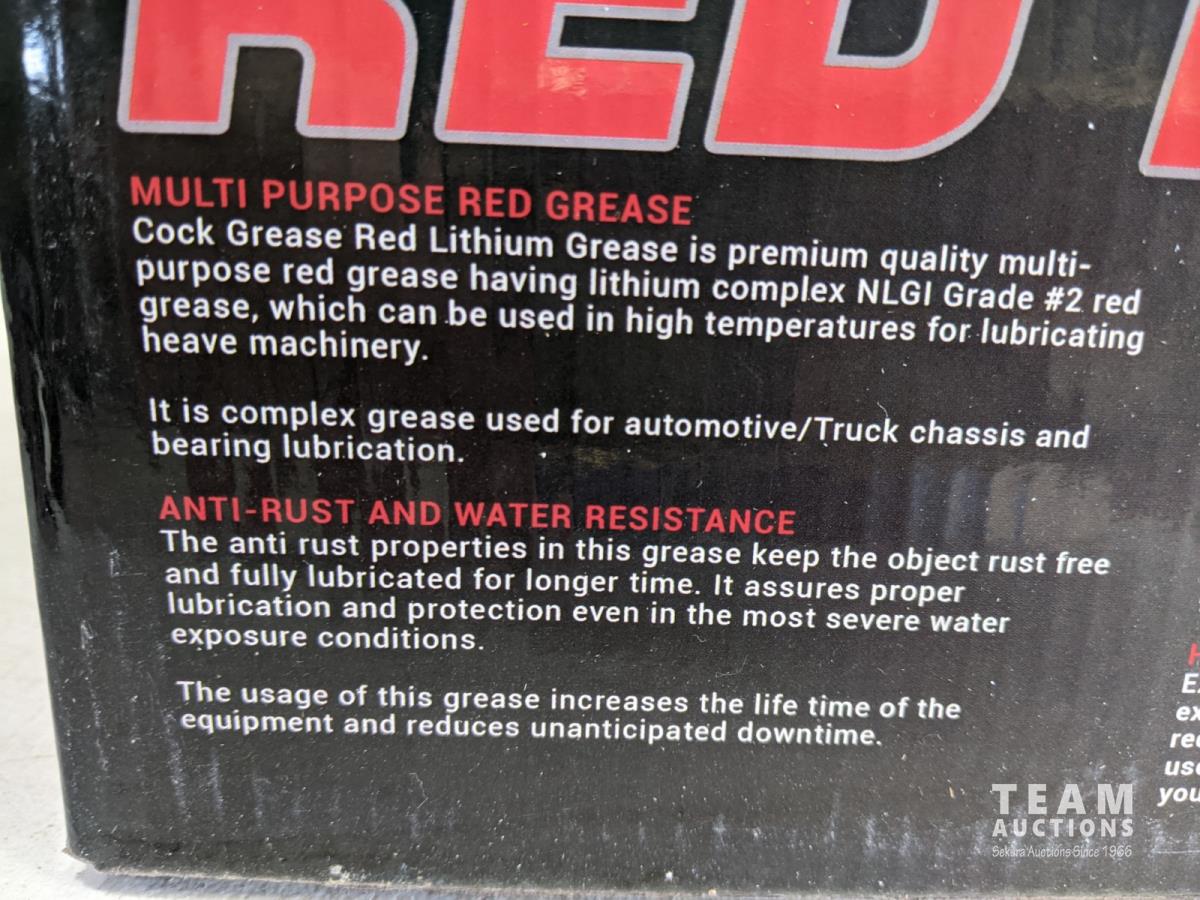 RED
MULTI PURPOSE RED GREASE
Cock Grease Red Lithium Grease is premium quality multi-
purpose red grease having lithium complex NLGI Grade #2 red
grease, which can be used in high temperatures for lubricating
heave machinery.
It is complex grease used for automotive/Truck chassis and
bearing lubrication.
ANTI-RUST AND WATER RESISTANCE
The anti rust properties in this grease keep the object rust free
and fully lubricated for longer time. It assures proper
lubrication and protection even in the most severe water
exposure conditions.
The usage of this grease increases the life time of the
equipment and reduces unanticipated downtime.
TEAM
AUCTIONS
Sekura Auctions Since 1966